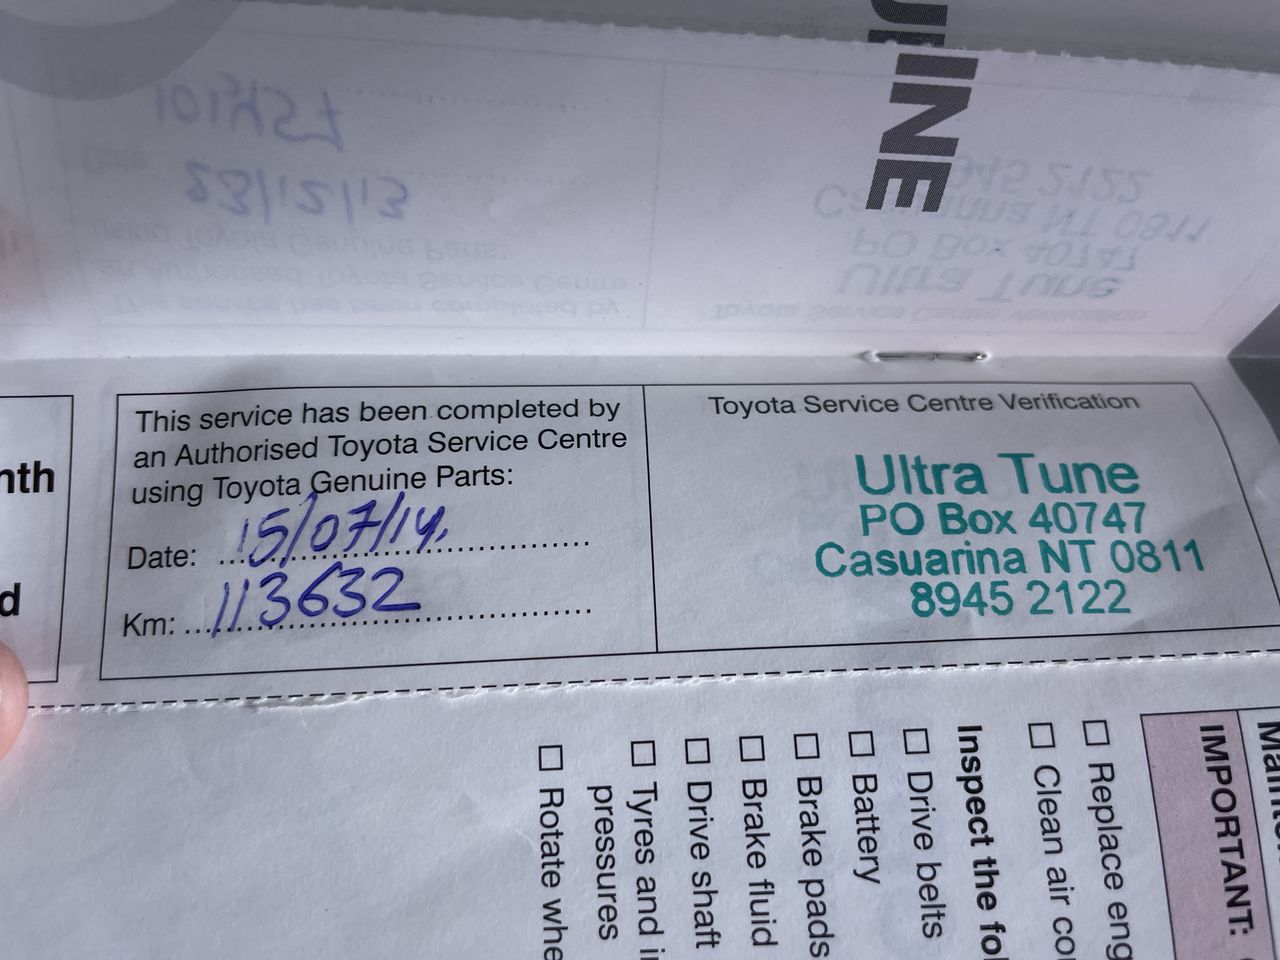 UINE
This service has been completed by
an Authorised Toyota Service Centre
using Toyota Genuine Parts:
Date: 15/07/14.
Km: 113632
Toyota Service Centre Verification
Ultra Tune
PO Box 40747
Casuarina NT 0811
8945 2122
nth
d
IMPORTANT:
Replace eng
Clean air co
Inspect the fol
Drive belts
Battery
Brake pads
Brake fluid
Drive shaft
Tyres and i
pressures
Rotate whe